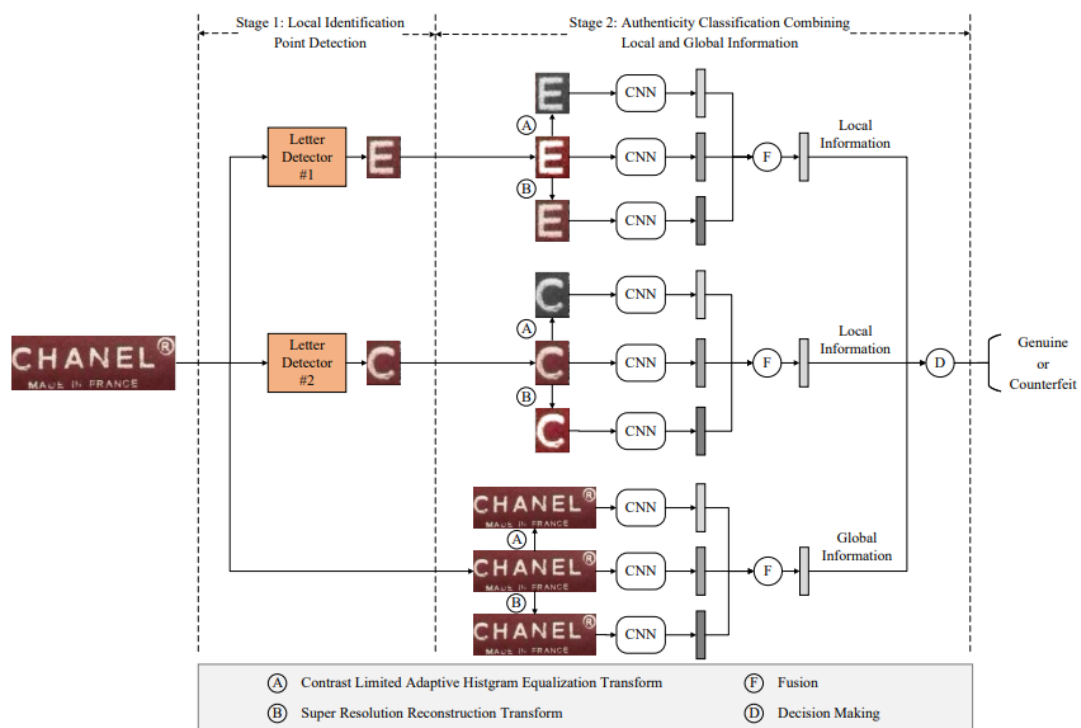 Stage 1: Local Identification
Point Detection
Stage 2: Authenticity Classification Combining
Local and Global Information
E
CNN
A
Letter
Detector
#1
E
E
CNN
F
Local
Information
B
E
CNN
C
CNN
A
CHANEL®
MADE IN FRANCE
Letter
Detector
#2
C
C
CNN
F
Local
Information
D
Genuine
or
Counterfeit
B
C
CNN
CHANEL®
MADE IN FRANCE
CNN
A
CHANEL®
MADE IN FRANCE
CNN
F
Global
Information
B
CHANEL®
MADE IN FRANCE
CNN
A Contrast Limited Adaptive Histgram Equalization Transform
F Fusion
B Super Resolution Reconstruction Transform
D Decision Making